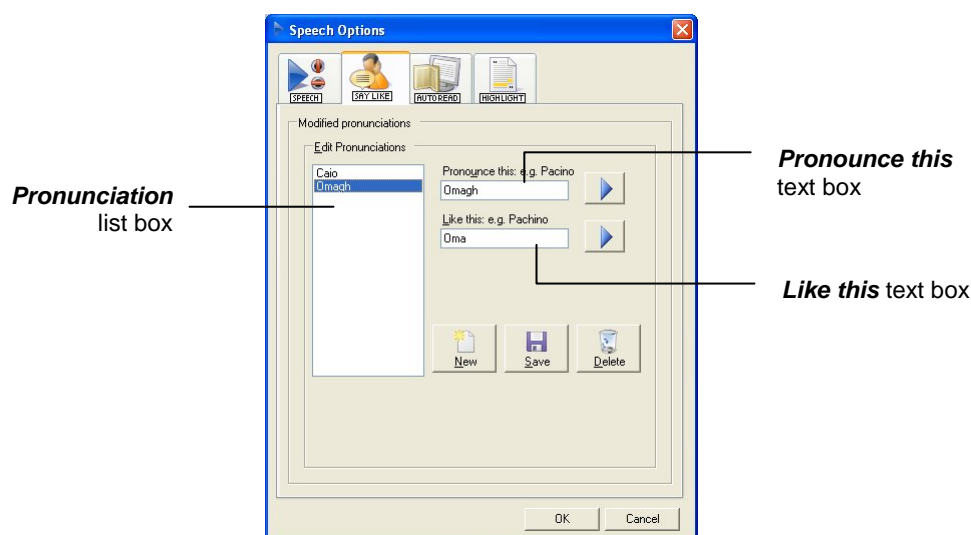 Speech Options
SPEECH
SAY LIKE
AUTOREAD
HIGHLIGHT
Modified pronunciations
Edit Pronunciations
Caio
Omagh
Pronounce this: e.g. Pacino
Omagh
Like this: e.g. Pachino
Oma
New
Save
Delete
OK
Cancel
Pronunciation
list box
Pronounce this
text box
Like this text box